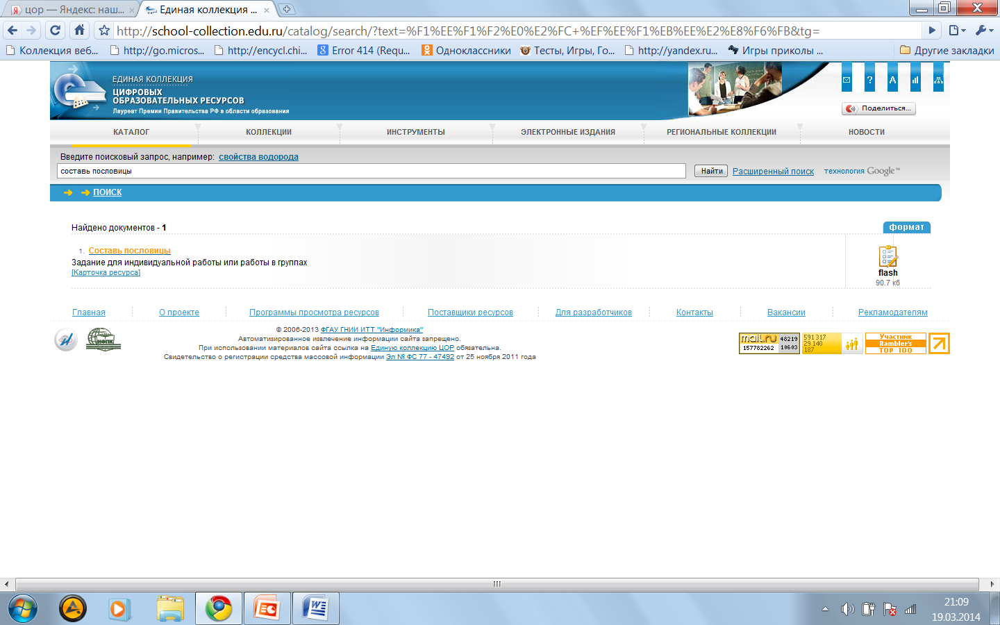 цор — Яндекс: наш...
Единая коллекция ...
http://school-collection.edu.ru/catalog/search/?text=%F1%EE%F1%F2%E0%E2%FC+%EF%EE%F1%EB%EE%E2%E8%F6%FB&tg=
Коллекция веб... http://go.micros... http://encycl.chi... Error 414 (Requ... Одноклассники Тесты, Игры, Го... http://yandex.ru... Игры приколы ... Другие закладки
ЕДИНАЯ КОЛЛЕКЦИЯ
ЦИФРОВЫХ
ОБРАЗОВАТЕЛЬНЫХ РЕСУРСОВ
Лауреат Премии Правительства РФ в области образования
Поделиться...
КАТАЛОГ КОЛЛЕКЦИИ ИНСТРУМЕНТЫ ЭЛЕКТРОННЫЕ ИЗДАНИЯ РЕГИОНАЛЬНЫЕ КОЛЛЕКЦИИ НОВОСТИ
Введите поисковый запрос, например: свойства водорода
составь пословицы Найти Расширенный поиск технология Google™
ПОИСК
Найдено документов - 1 формат
1. Составь пословицы
Задание для индивидуальной работы или работы в группах
[Карточка ресурса]
flash
90.7 кб
Главная О проекте Программы просмотра ресурсов Поставщики ресурсов Для разработчиков Контакты Вакансии Рекламодателям
© 2006-2013 ФГАУ ГНИИ ИТТ "Информика"
Автоматизированное извлечение информации сайта запрещено.
При использовании материалов сайта ссылка на Единую коллекцию ЦОР обязательна.
Свидетельство о регистрации средства массовой информации Эл № ФС 77 - 47492 от 25 ноября 2011 года
ИНФПК
mail.ru 48219
157782262 10603
591 317
29 140
187
Участник
Rambler's
TOP 100
21:09
19.03.2014